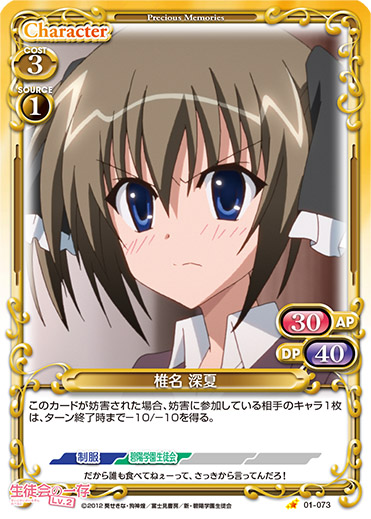 Precious Memories
Character
COST
3
SOURCE
1
30 AP
DP 40
椎名 深夏
このカードが妨害された場合、妨害に参加している相手のキャラ1枚
は、ターン終了時まで-10/-10を得る。
制服 碧陽学園生徒会
だから誰も食べてねぇーって、さっきから言ってんだろ!
生徒会の一存
Lv.2
©2012 葵せきな・狗神煌/富士見書房/新・碧陽学園生徒会
01-073